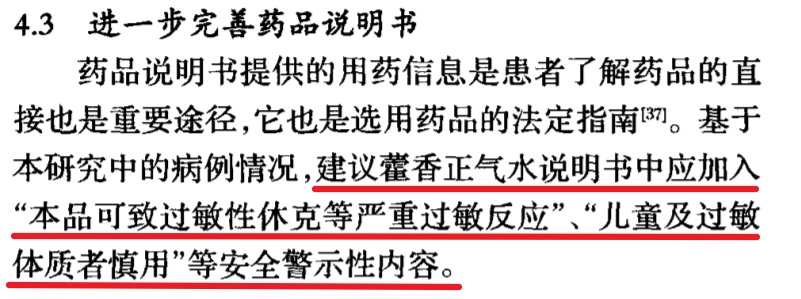 4.3 进一步完善药品说明书
药品说明书提供的用药信息是患者了解药品的直
接也是重要途径,它也是选用药品的法定指南[37]。基于
本研究中的病例情况,建议藿香正气水说明书中应加入
“本品可致过敏性休克等严重过敏反应”、“儿童及过敏
体质者慎用”等安全警示性内容。